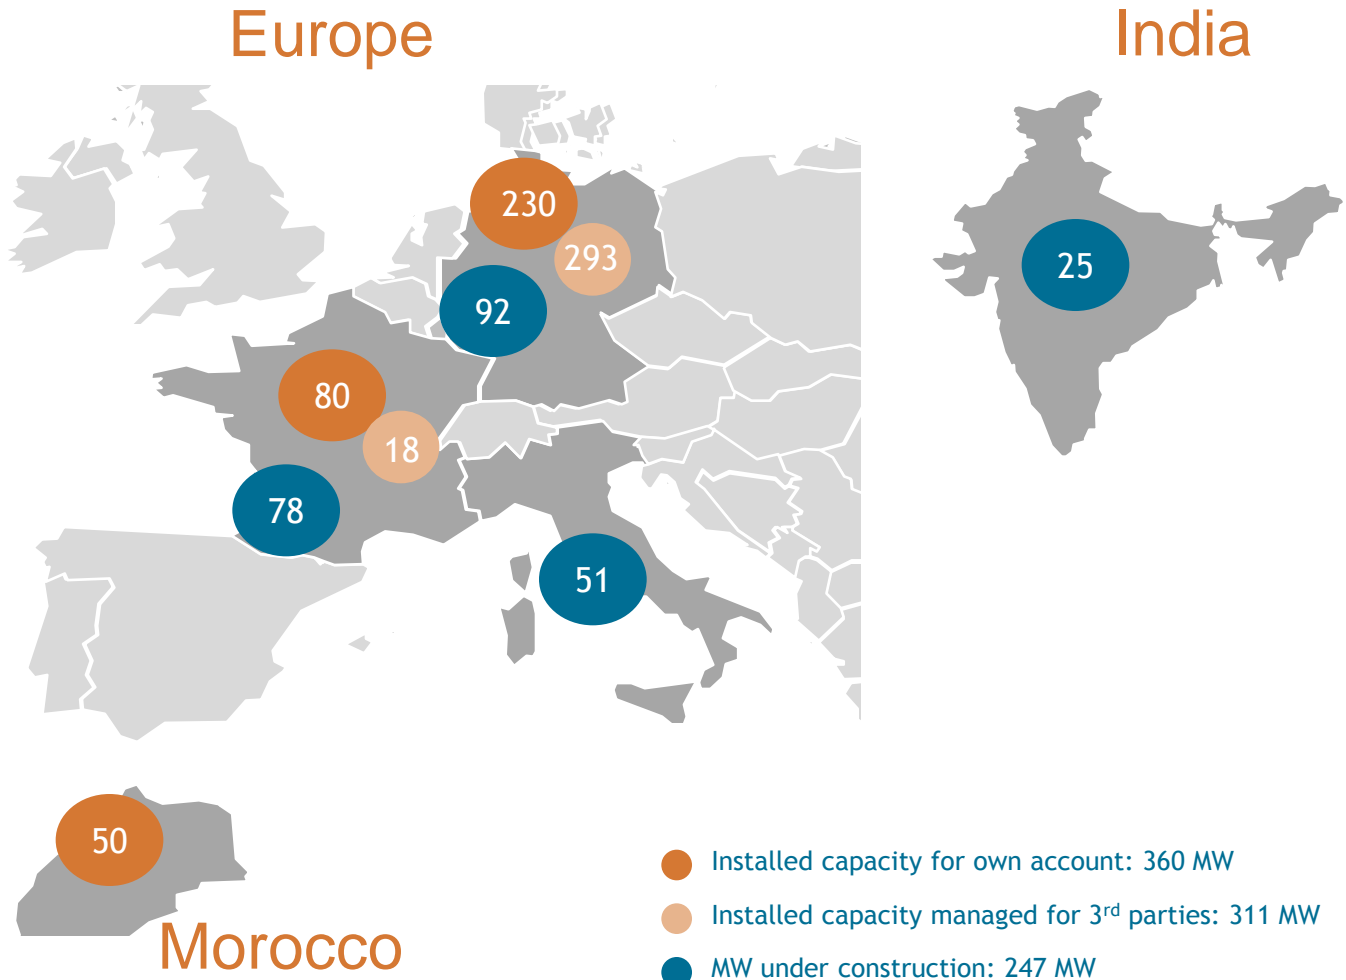 Europe
India
230
293
25
92
80
18
78
51
50
Morocco
Installed capacity for own account: 360 MW
Installed capacity managed for 3rd parties: 311 MW
MW under construction: 247 MW